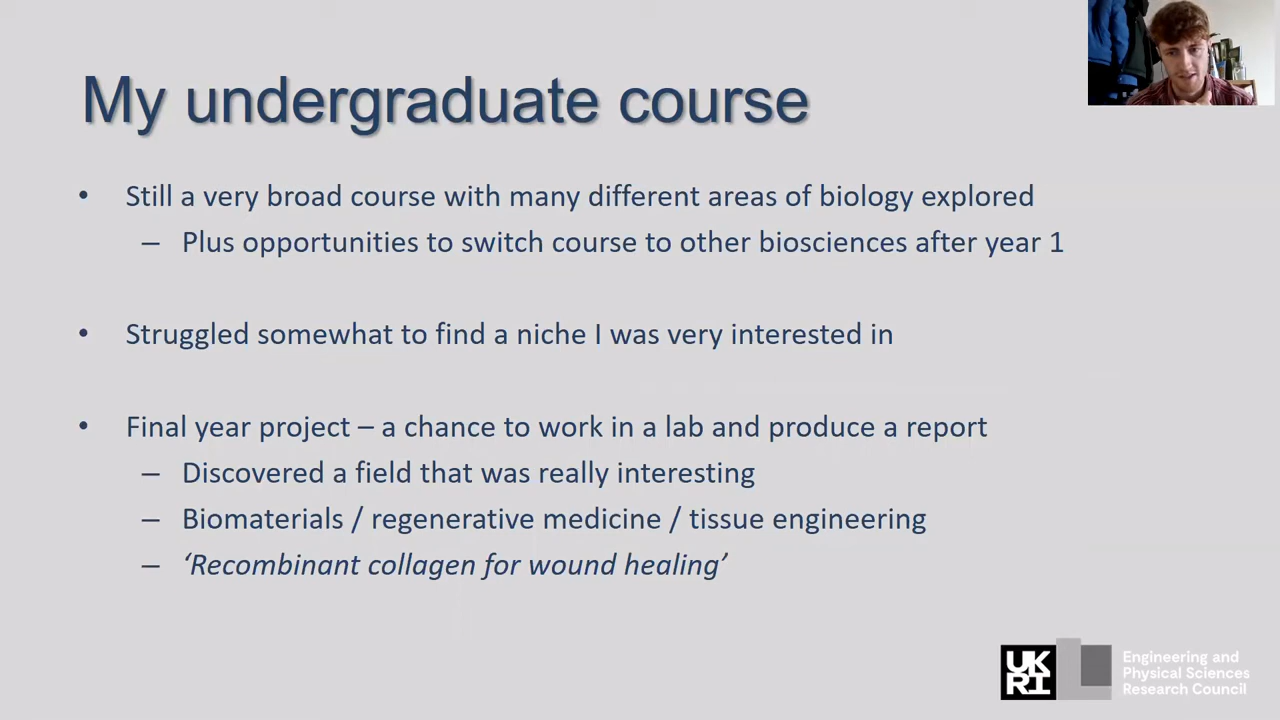 My undergraduate course
• Still a very broad course with many different areas of biology explored
– Plus opportunities to switch course to other biosciences after year 1
• Struggled somewhat to find a niche I was very interested in
• Final year project – a chance to work in a lab and produce a report
– Discovered a field that was really interesting
– Biomaterials / regenerative medicine / tissue engineering
– ‘Recombinant collagen for wound healing’
UK
RI
Engineering and
Physical Sciences
Research Council